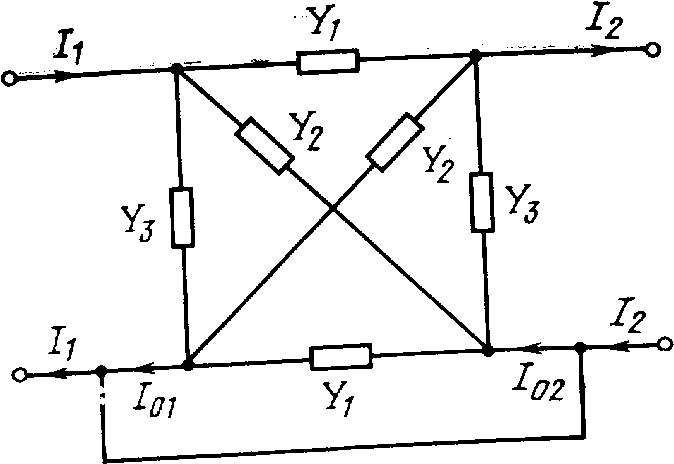 I₁
Y₁
I₂
Y₂
Y₂
Y₃
Y₃
I₁
I₀₁
Y₁
I₀₂
I₂